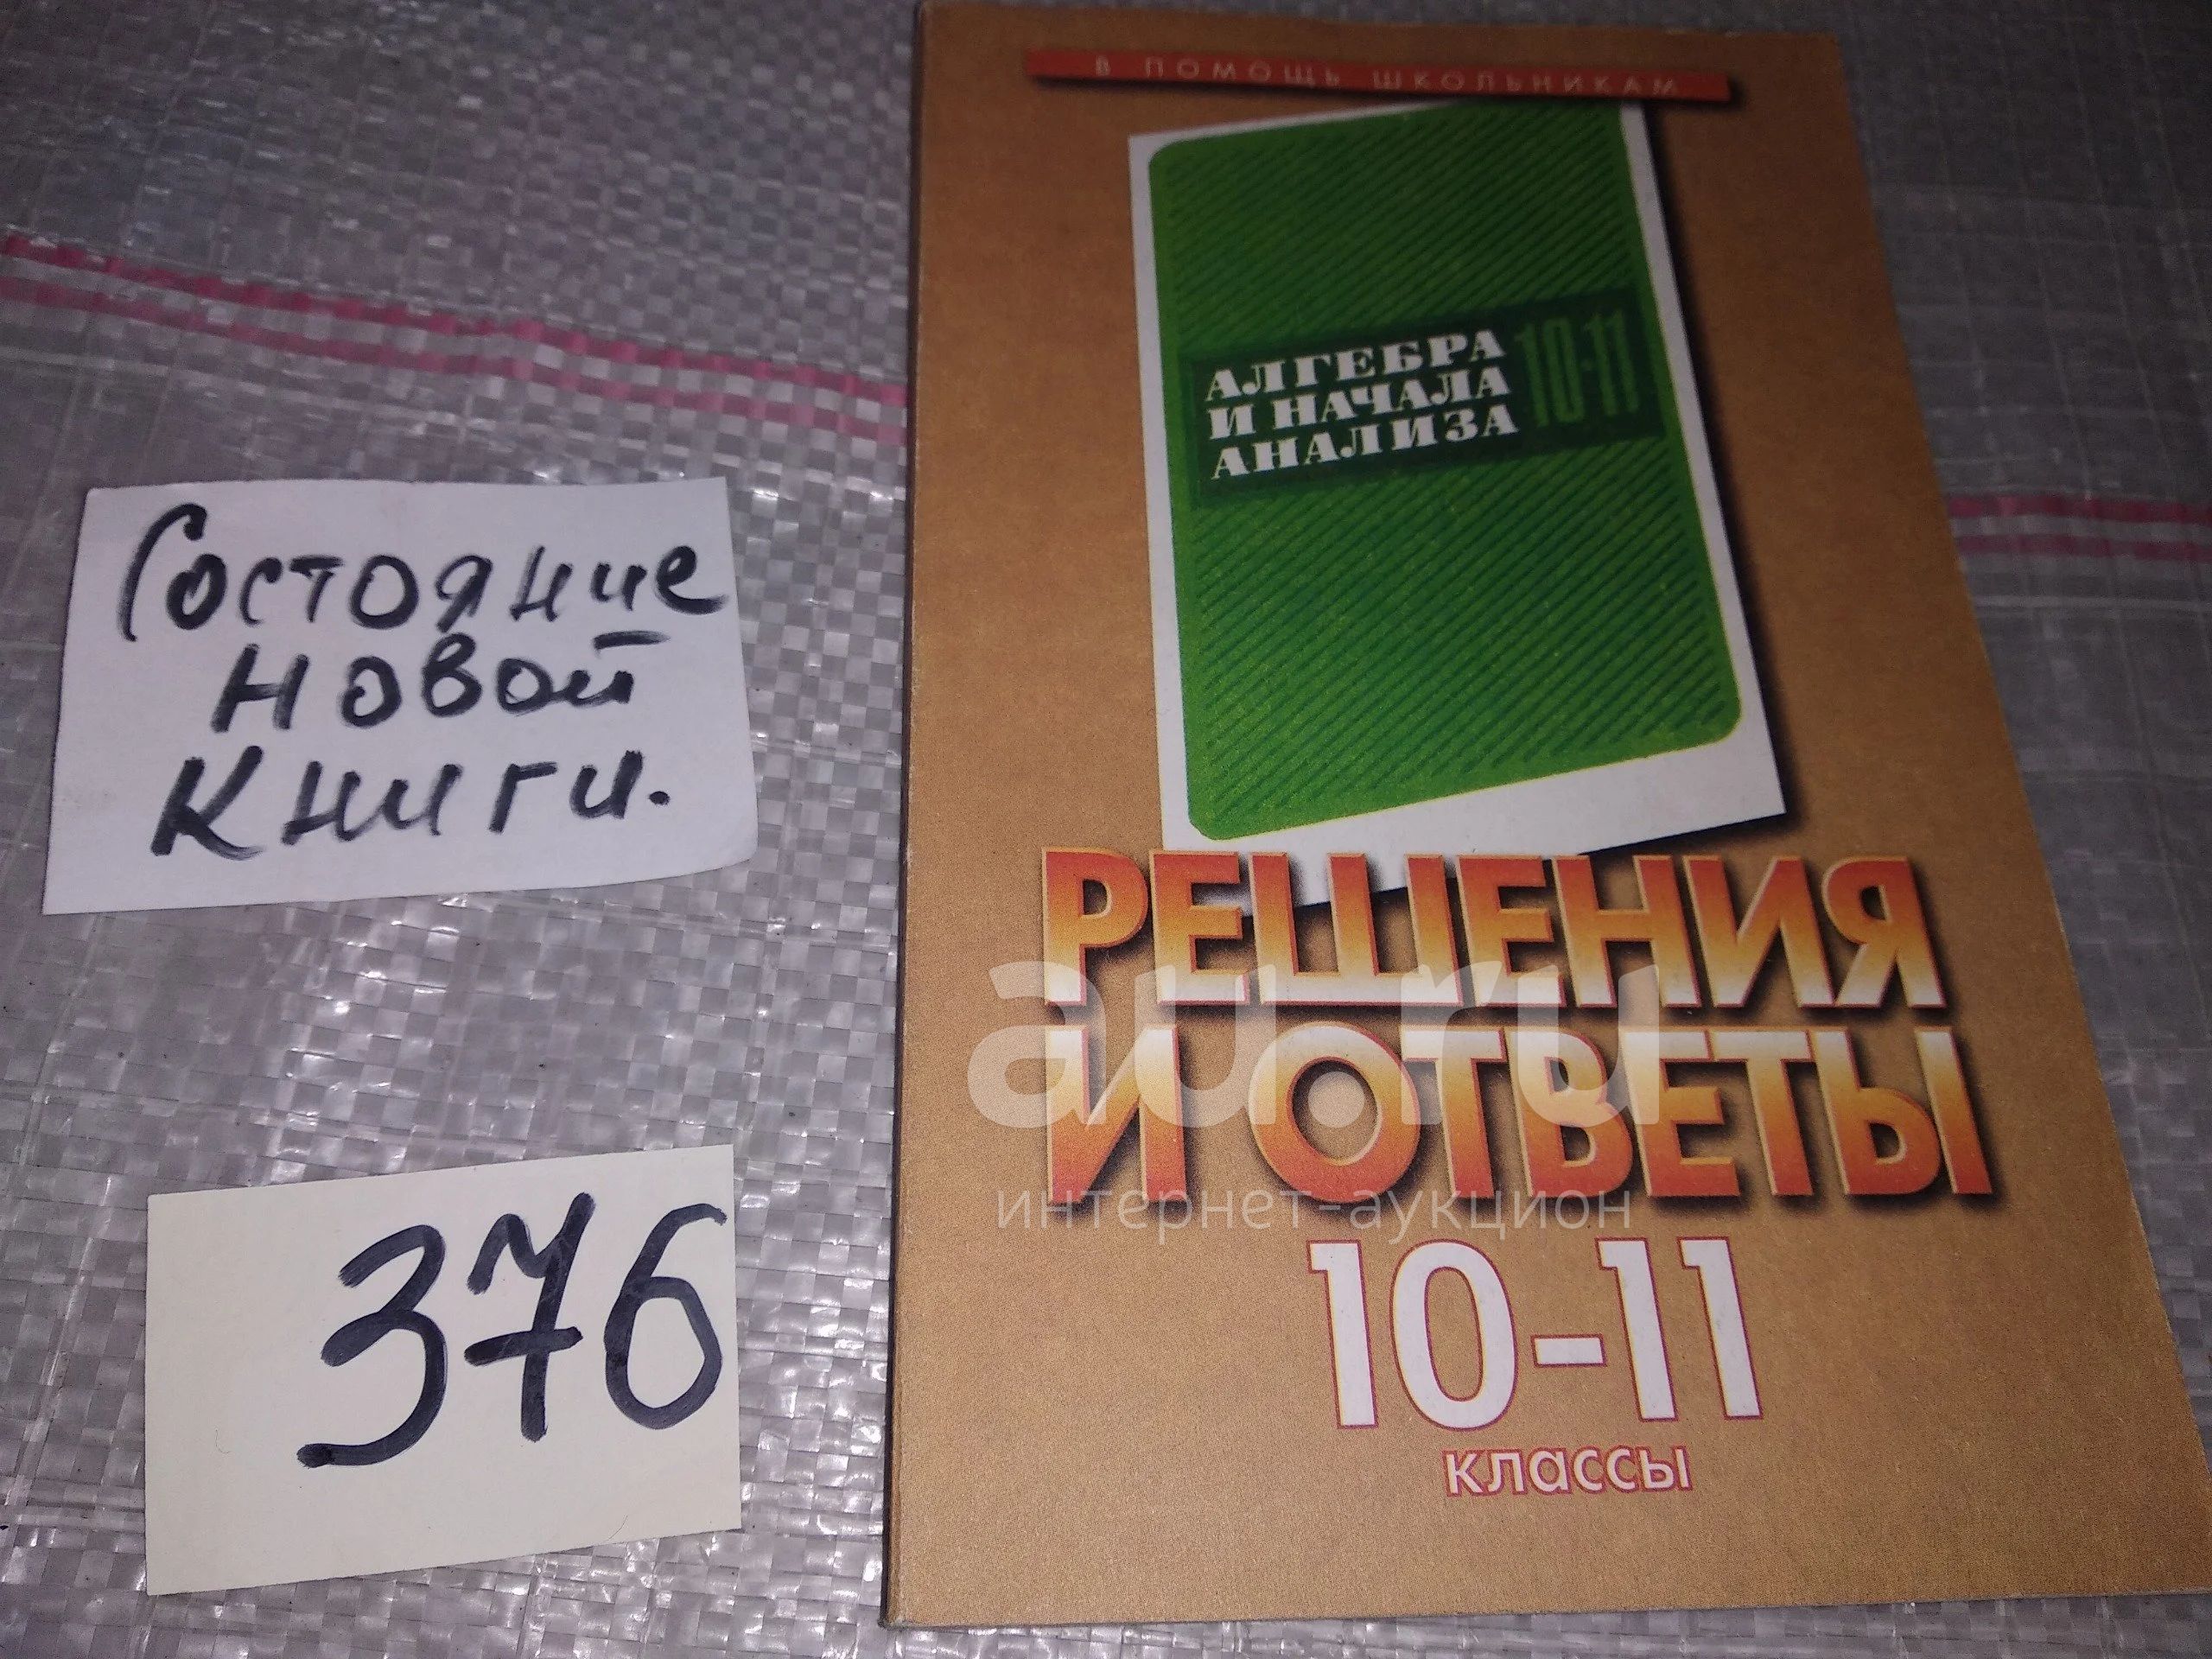 Состояние
новой
книги.
376
В ПОМОЩЬ ШКОЛЬНИКАМ
АЛГЕБРА
И НАЧАЛА
АНАЛИЗА
10-11
РЕШЕНИЯ
И ОТВЕТЫ
10-11
классы
au.ru
интернет-аукцион